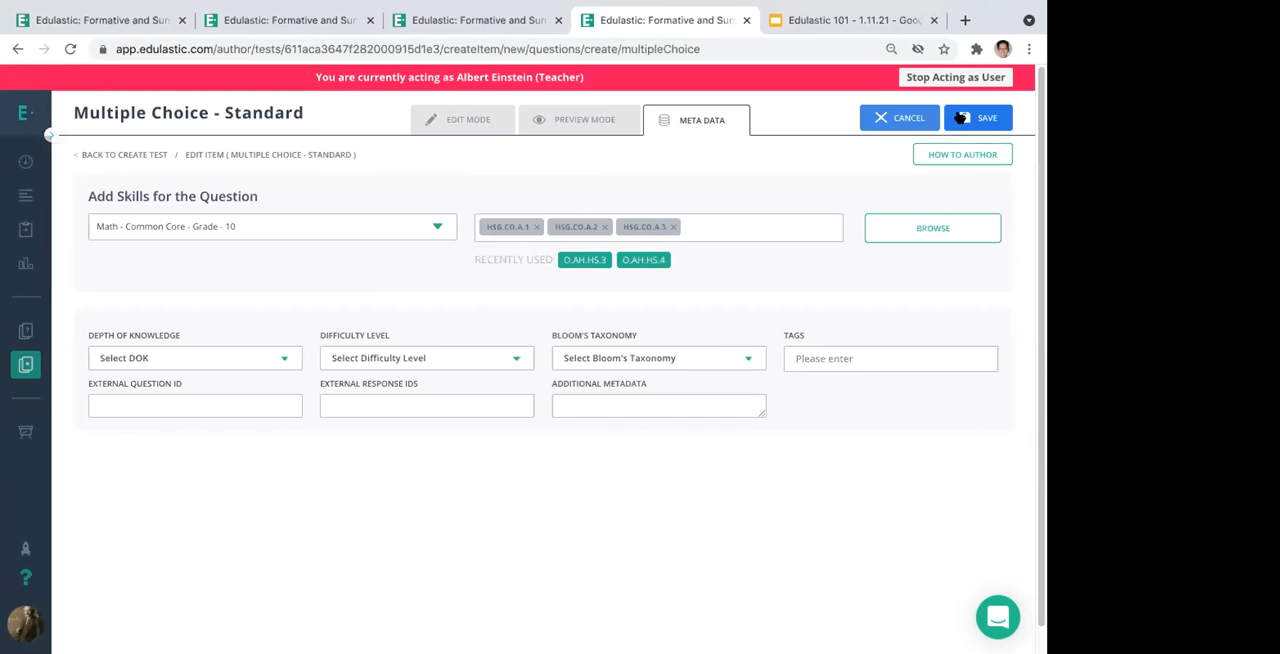 Edulastic: Formative and Sum
Edulastic: Formative and Sum
Edulastic: Formative and Sum
Edulastic: Formative and Sum
Edulastic 101 - 1.11.21 - Goog
app.edulastic.com/author/tests/611aca3647f282000915d1e3/createItem/new/questions/create/multipleChoice
You are currently acting as Albert Einstein (Teacher)
Stop Acting as User
E
Multiple Choice - Standard
EDIT MODE
PREVIEW MODE
META DATA
CANCEL
SAVE
< BACK TO CREATE TEST / EDIT ITEM ( MULTIPLE CHOICE - STANDARD )
HOW TO AUTHOR
Add Skills for the Question
Math - Common Core - Grade - 10
HSG.CO.A.1 HSG.CO.A.2 HSG.CO.A.3
BROWSE
RECENTLY USED: O.AH.HS.3 O.AH.HS.4
DEPTH OF KNOWLEDGE
DIFFICULTY LEVEL
BLOOM'S TAXONOMY
TAGS
Select DOK
Select Difficulty Level
Select Bloom's Taxonomy
Please enter
EXTERNAL QUESTION ID
EXTERNAL RESPONSE IDS
ADDITIONAL METADATA
?